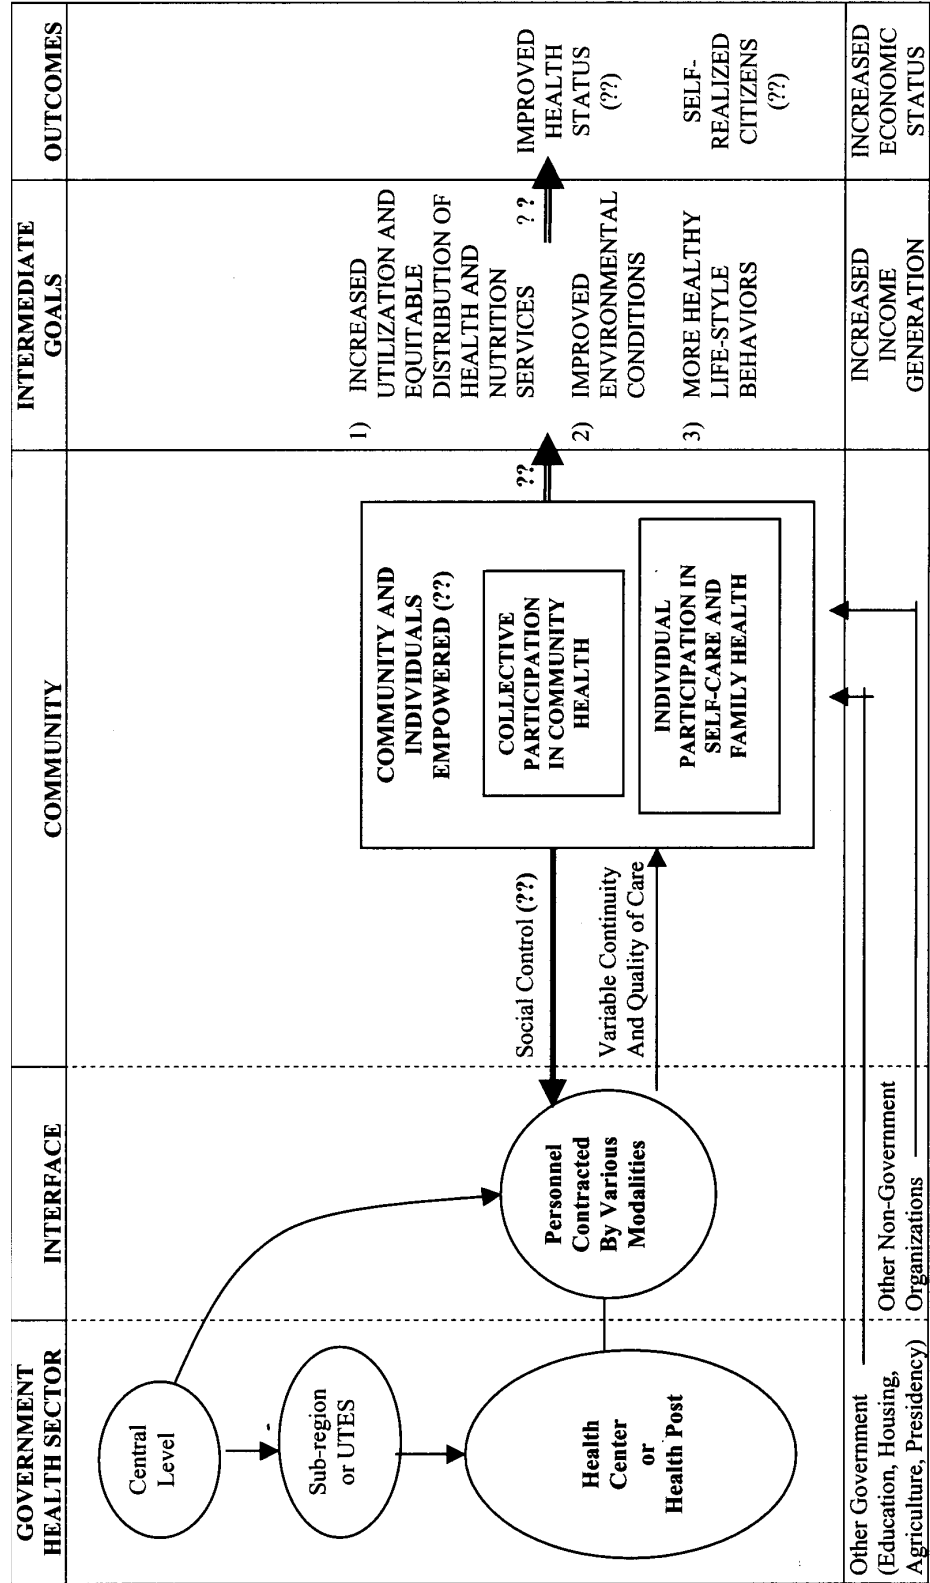 GOVERNMENT
HEALTH SECTOR
INTERFACE
COMMUNITY
INTERMEDIATE
GOALS
OUTCOMES
Central
Level
Sub-region
or UTES
Health
Center
or
Health Post
Personnel
Contracted
By Various
Modalities
Social Control (??)
Variable Continuity
And Quality of Care
COMMUNITY AND
INDIVIDUALS
EMPOWERED (??)
COLLECTIVE
PARTICIPATION
IN COMMUNITY
HEALTH
INDIVIDUAL
PARTICIPATION IN
SELF-CARE AND
FAMILY HEALTH
??
1) INCREASED
UTILIZATION AND
EQUITABLE
DISTRIBUTION OF
HEALTH AND
NUTRITION
SERVICES
2) IMPROVED
ENVIRONMENTAL
CONDITIONS
3) MORE HEALTHY
LIFE-STYLE
BEHAVIORS
? ?
IMPROVED
HEALTH
STATUS
(??)
SELF-
REALIZED
CITIZENS
(??)
Other Government
(Education, Housing,
Agriculture, Presidency)
Other Non-Government
Organizations
INCREASED
INCOME
GENERATION
INCREASED
ECONOMIC
STATUS